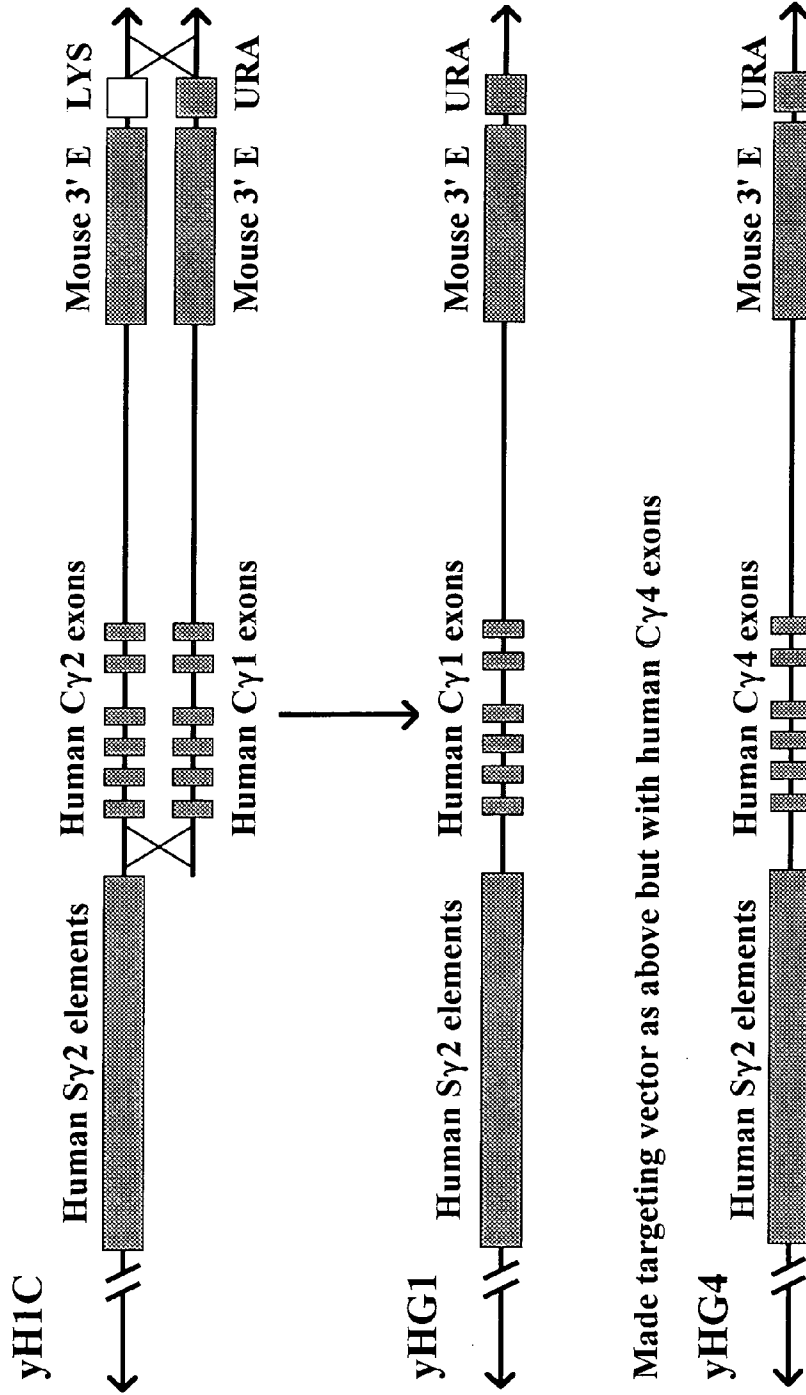 yH1C
Human Sγ2 elements
Human Cγ2 exons
Mouse 3' E
LYS
Human Cγ1 exons
Mouse 3' E
URA
yHG1
Human Sγ2 elements
Human Cγ1 exons
Mouse 3' E
URA
Made targeting vector as above but with human Cγ4 exons
yHG4
Human Sγ2 elements
Human Cγ4 exons
Mouse 3' E
URA